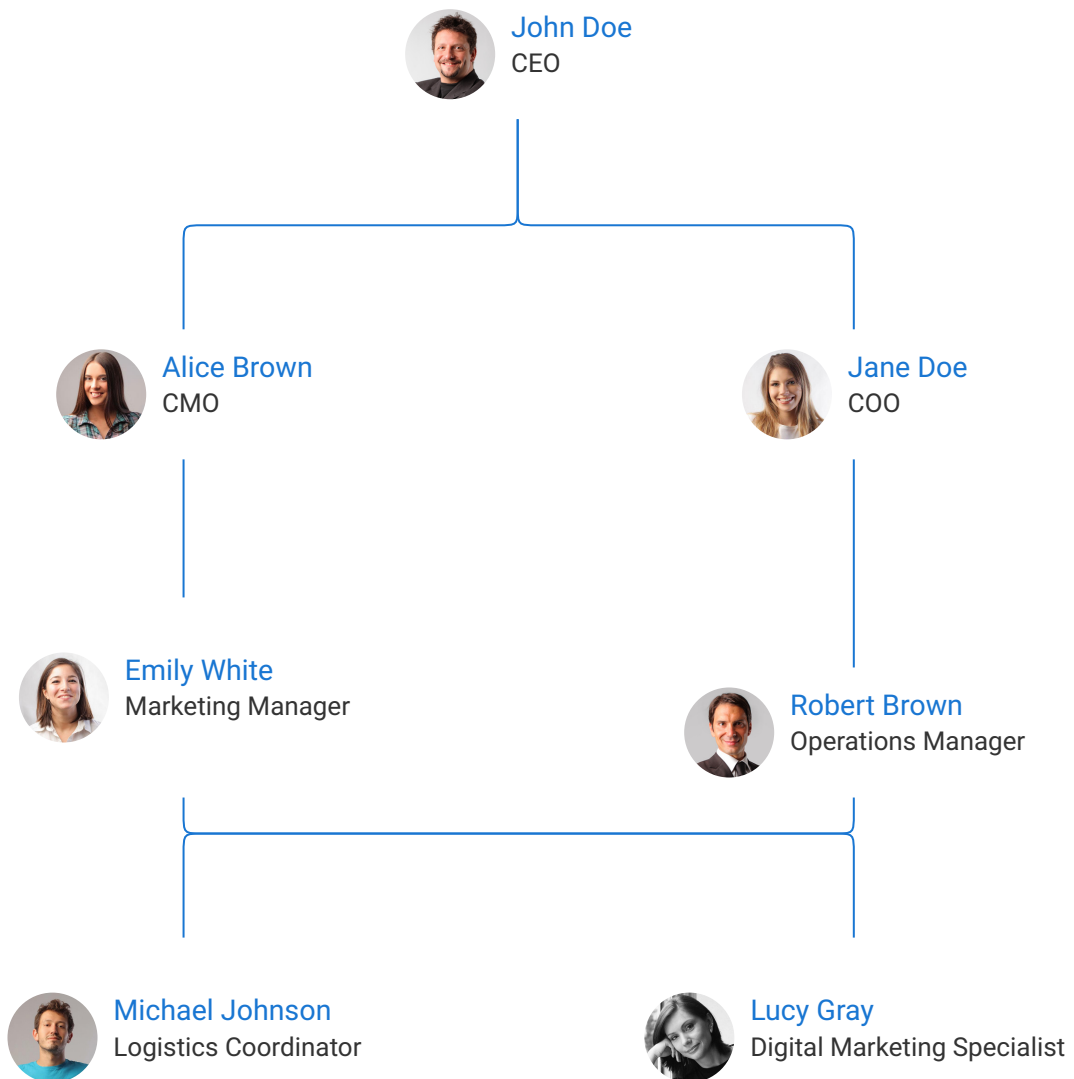 John Doe
CEO
Alice Brown
CMO
Jane Doe
COO
Emily White
Marketing Manager
Robert Brown
Operations Manager
Michael Johnson
Logistics Coordinator
Lucy Gray
Digital Marketing Specialist